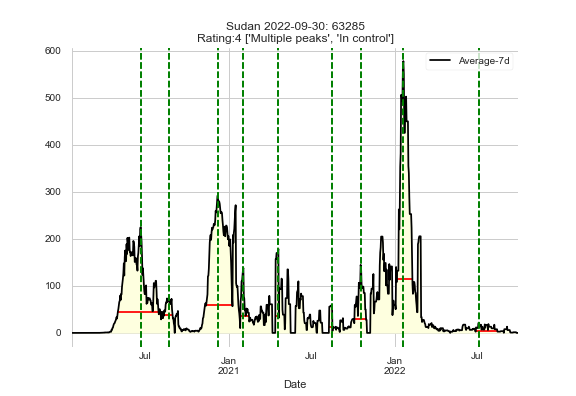 Sudan 2022-09-30: 63285
Rating:4 ['Multiple peaks', 'In control']
600
Average-7d
500
400
300
200
100
0
Jul
Jan
2021
Jul
Jan
2022
Jul
Date